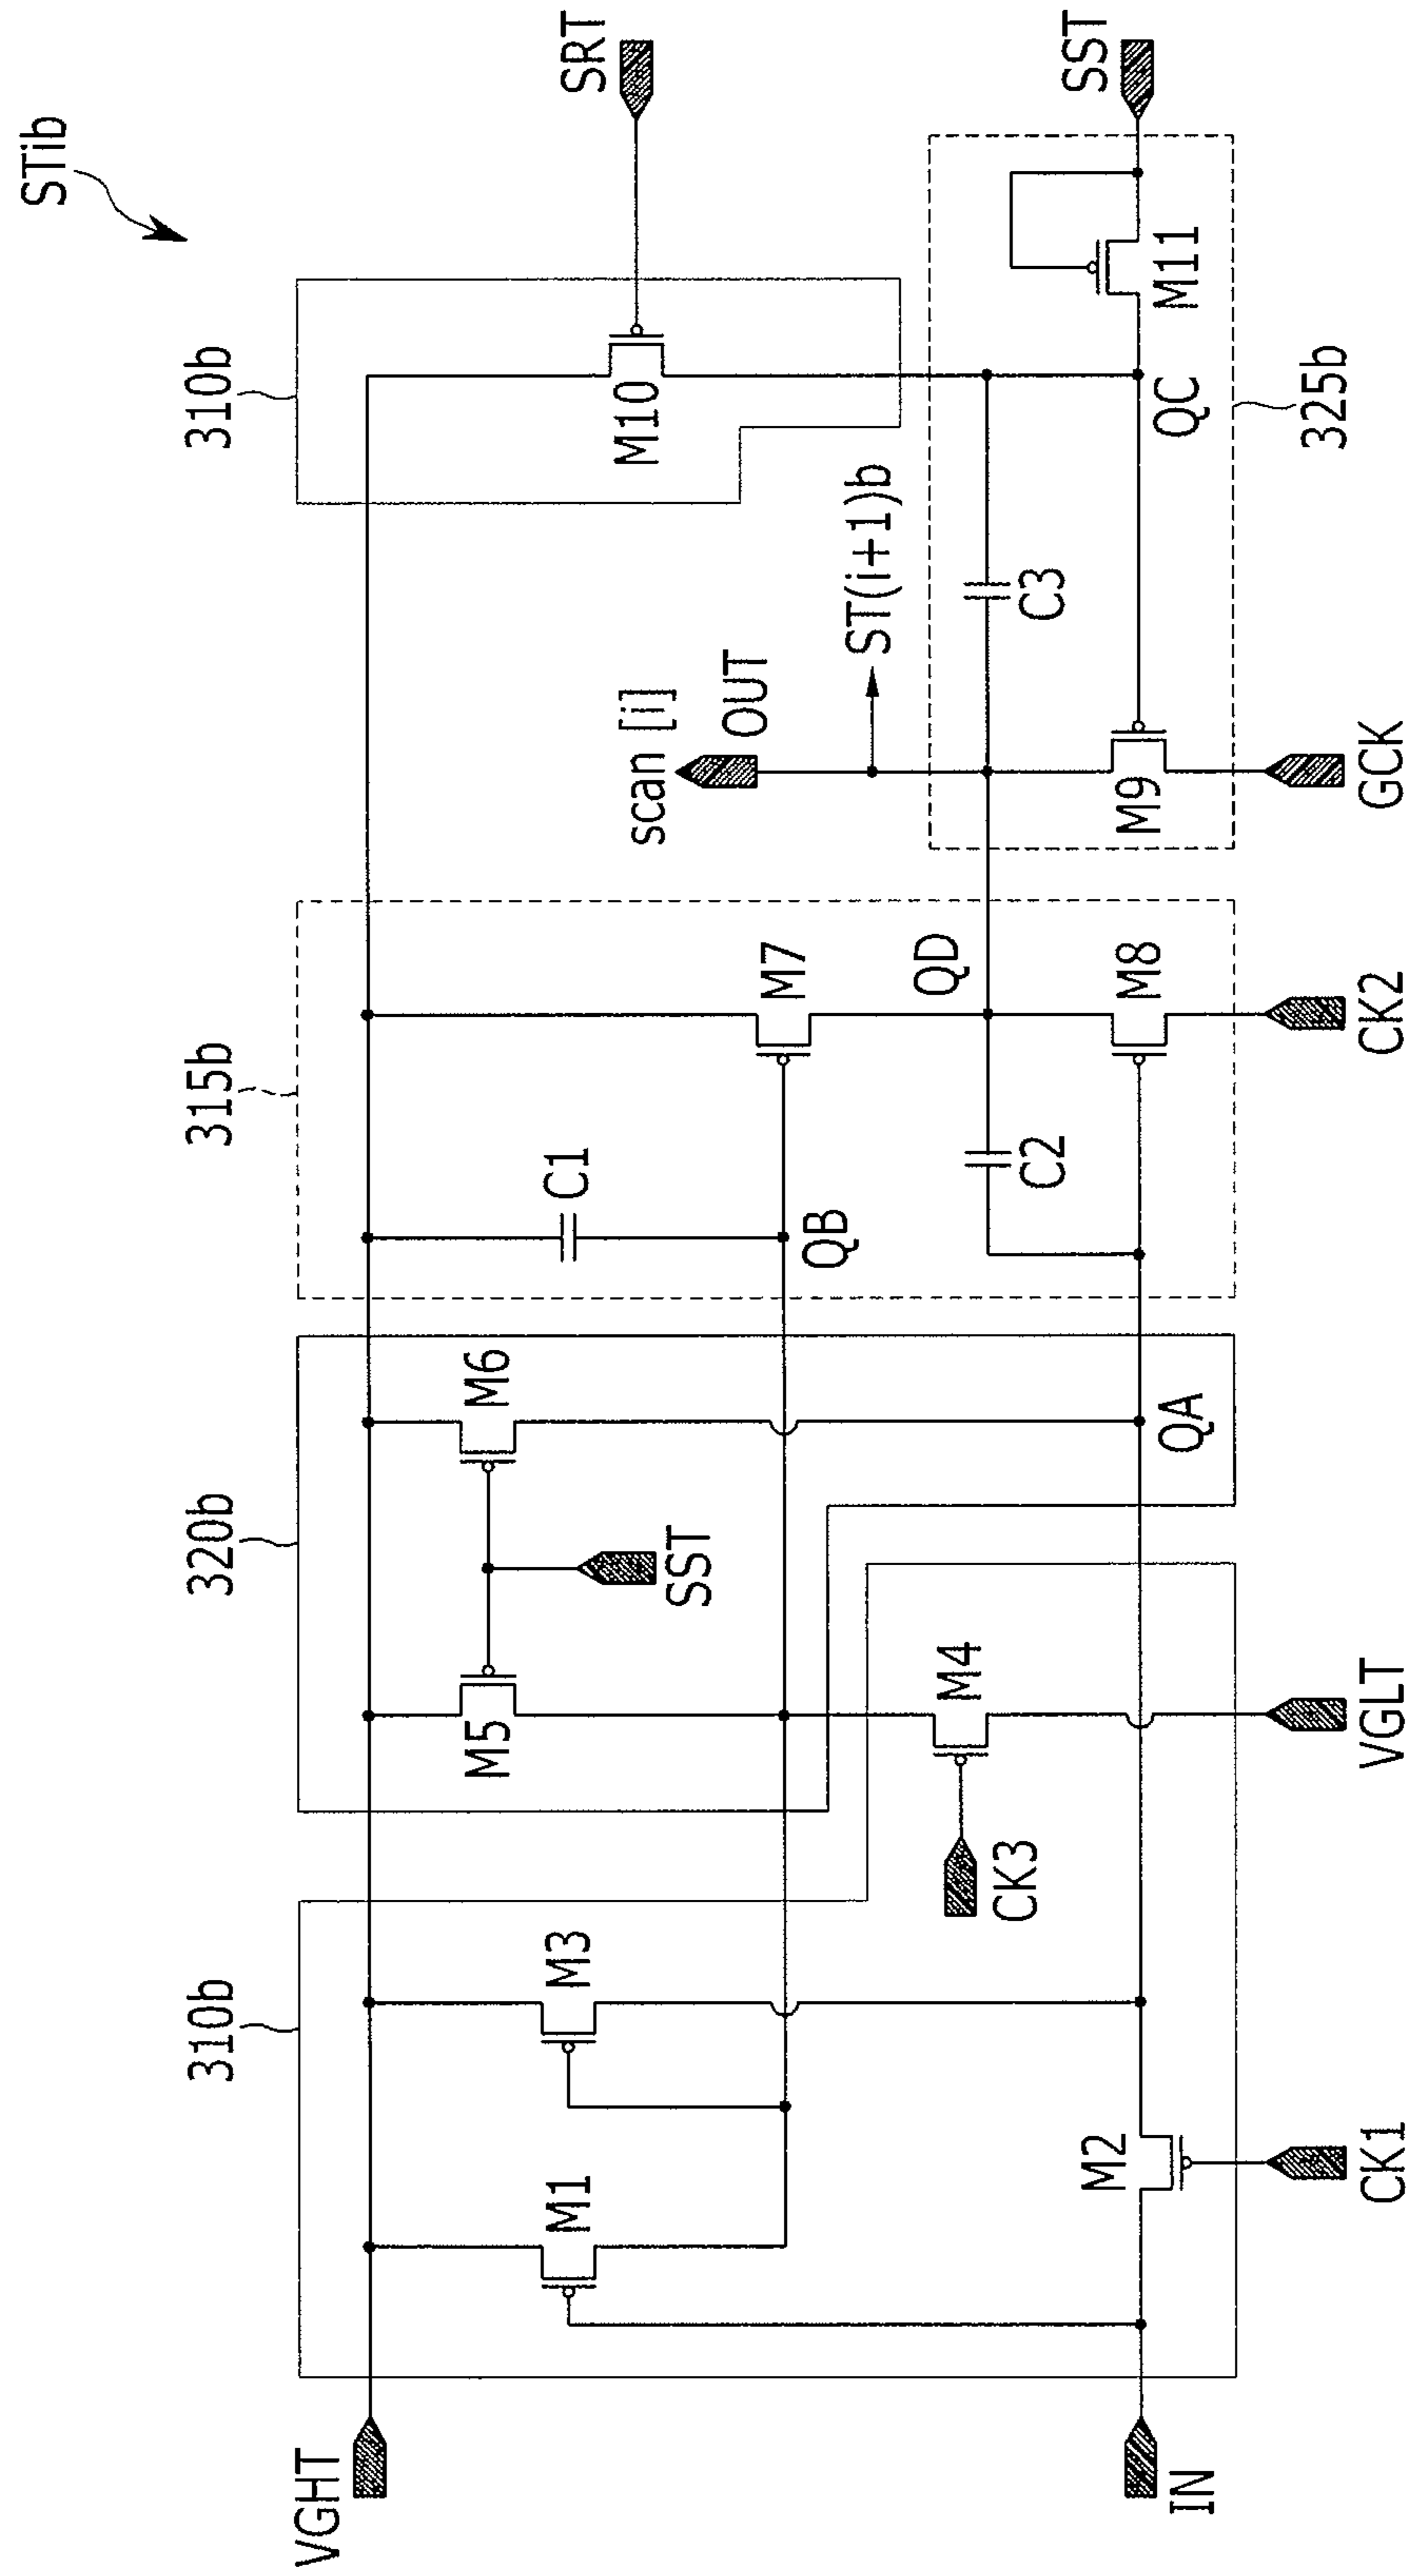 STib
310b
320b
315b
310b
VGHT
M1
M3
M5
M6
SST
C1
QB
M7
M10
SRT
scan [i]
OUT
ST(i+1)b
M4
CK3
QD
C2
C3
M2
QA
M8
M9
QC
M11
SST
IN
325b
CK1
VGLT
CK2
GCK